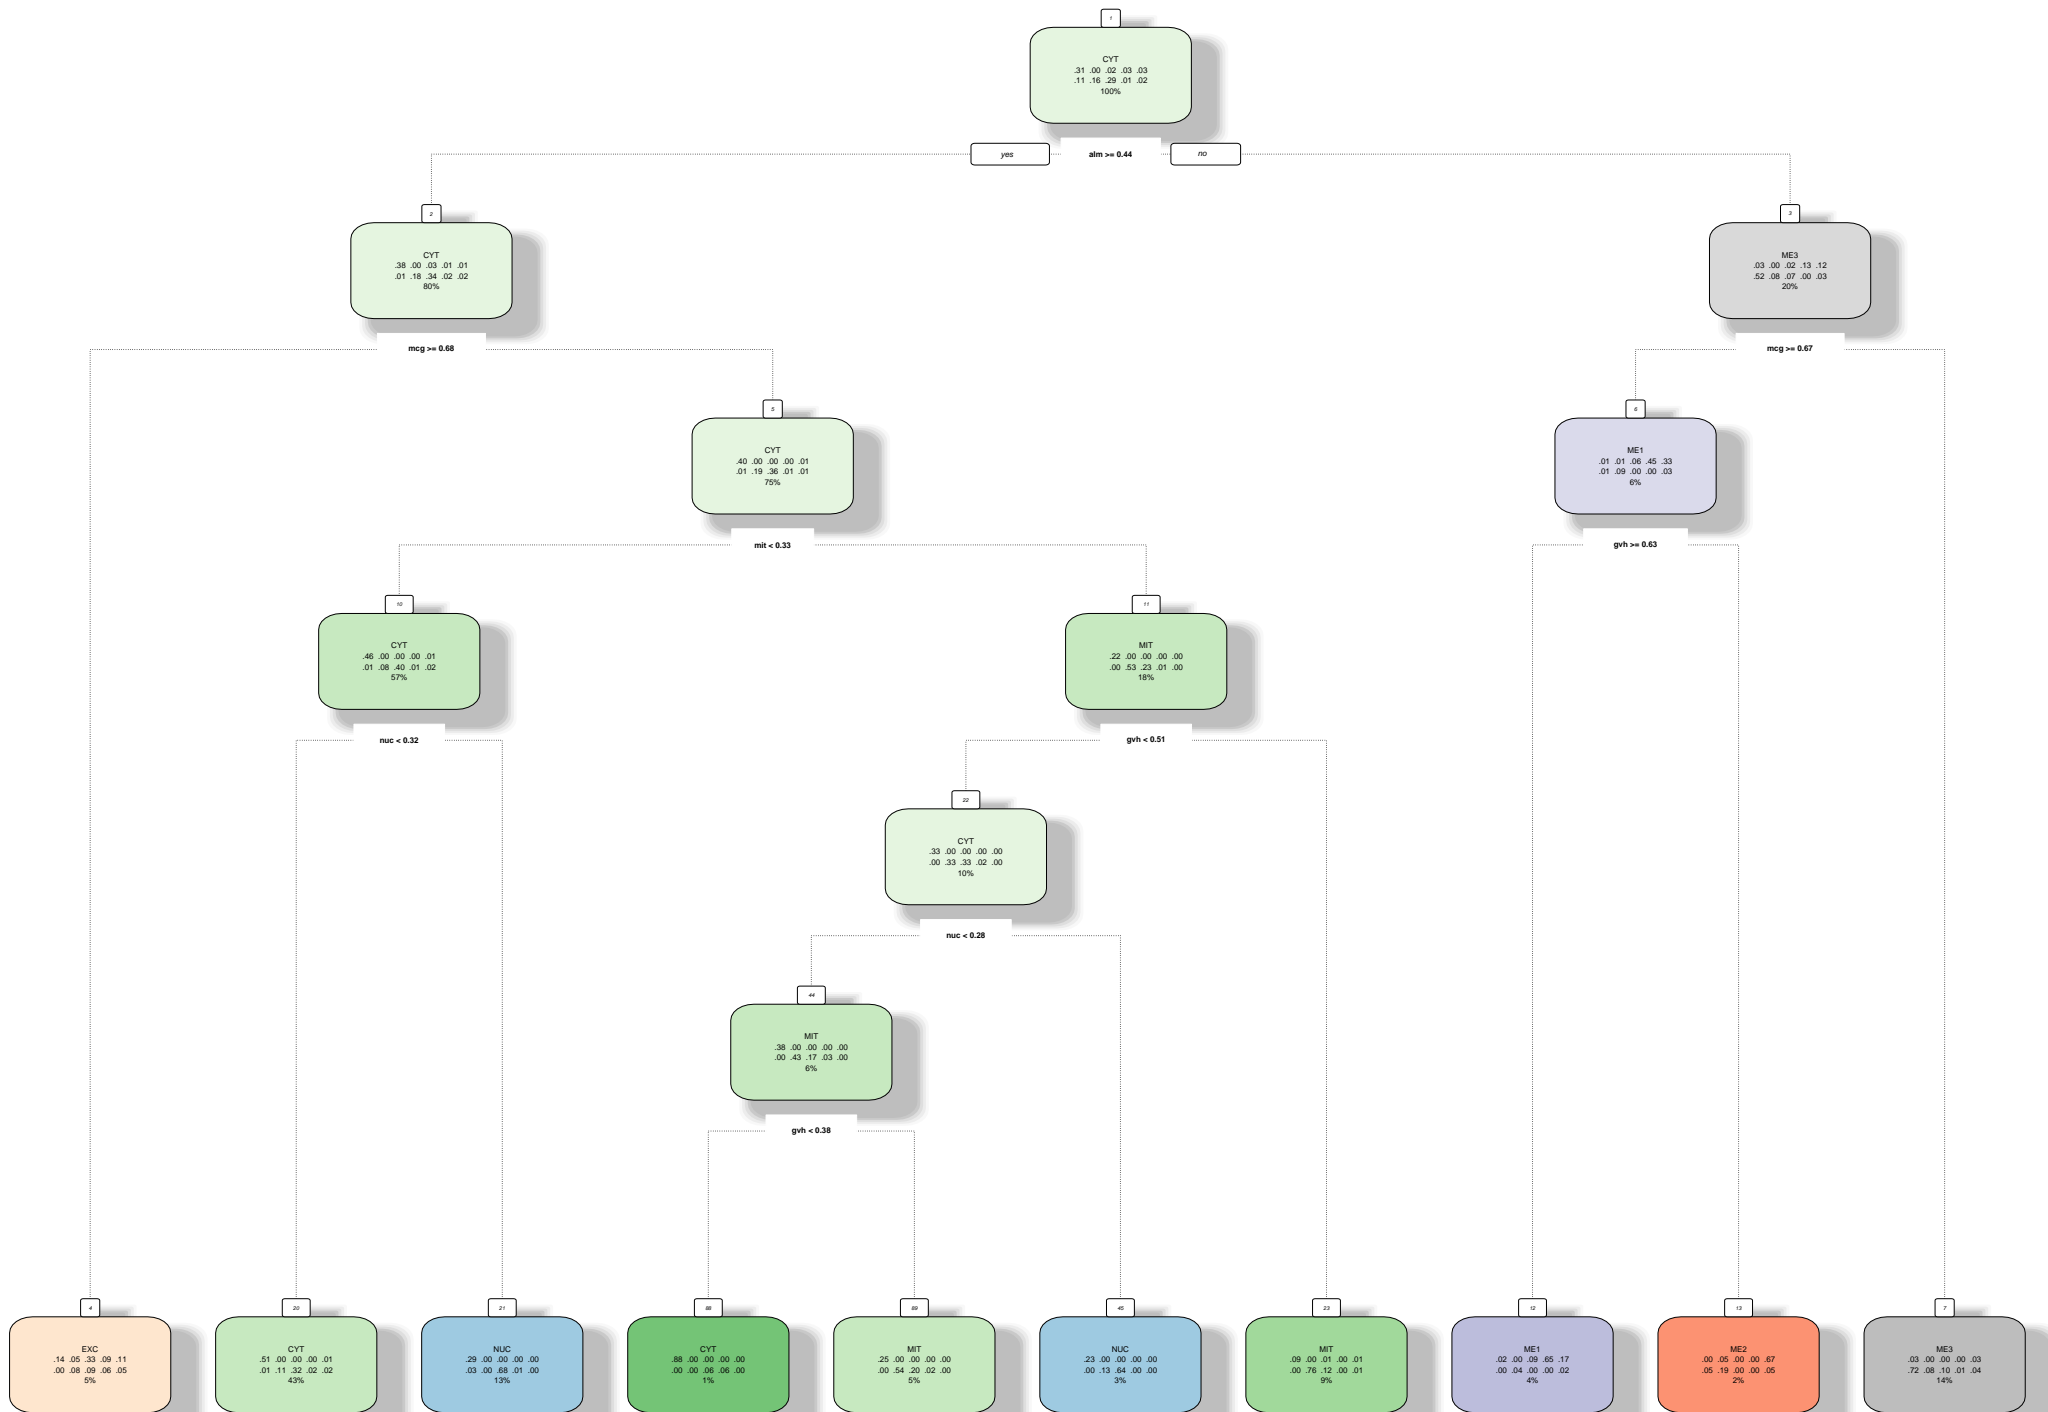 1
CYT
.31 .00 .02 .03 .03
.11 .16 .29 .01 .02
100%
yes
alm >= 0.44
no
2
CYT
.38 .00 .03 .01 .01
.01 .18 .34 .02 .02
80%
3
ME3
.03 .00 .02 .13 .12
.52 .08 .07 .00 .03
20%
mcg >= 0.68
mcg >= 0.67
5
CYT
.40 .00 .00 .00 .01
.01 .19 .36 .01 .01
75%
6
ME1
.01 .01 .06 .45 .33
.01 .09 .00 .00 .03
6%
mit < 0.33
gvh >= 0.63
10
CYT
.46 .00 .00 .00 .01
.01 .08 .40 .01 .02
57%
11
MIT
.22 .00 .00 .00 .00
.00 .53 .23 .01 .00
18%
nuc < 0.32
gvh < 0.51
22
CYT
.33 .00 .00 .00 .00
.00 .33 .33 .02 .00
10%
nuc < 0.28
44
MIT
.38 .00 .00 .00 .00
.00 .43 .17 .03 .00
6%
gvh < 0.38
4
EXC
.14 .05 .33 .09 .11
.00 .08 .09 .06 .05
5%
20
CYT
.51 .00 .00 .00 .01
.01 .11 .32 .02 .02
43%
21
NUC
.29 .00 .00 .00 .00
.03 .00 .68 .01 .00
13%
88
CYT
.88 .00 .00 .00 .00
.00 .00 .06 .06 .00
1%
89
MIT
.25 .00 .00 .00 .00
.00 .54 .20 .02 .00
5%
45
NUC
.23 .00 .00 .00 .00
.00 .13 .64 .00 .00
3%
23
MIT
.09 .00 .01 .00 .01
.00 .76 .12 .00 .01
9%
12
ME1
.02 .00 .09 .65 .17
.00 .04 .00 .00 .02
4%
13
ME2
.00 .05 .00 .00 .67
.05 .19 .00 .00 .05
2%
7
ME3
.03 .00 .00 .00 .03
.72 .08 .10 .01 .04
14%